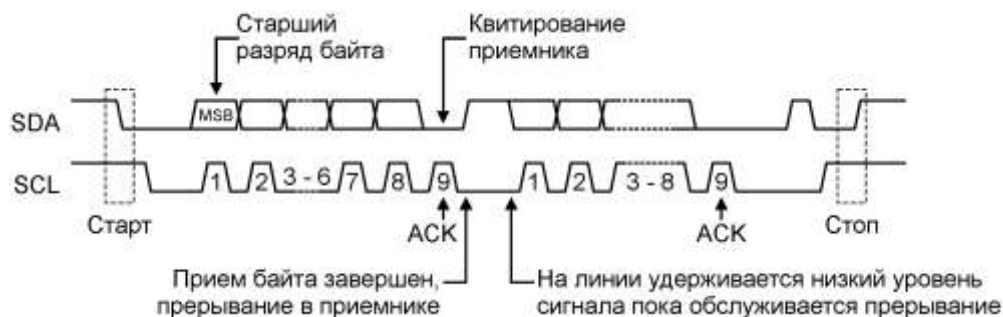 Старший
разряд байта
Квитирование
приемника
SDA
MSB
SCL
1 2 3 - 6 7 8 9 1 2 3 - 8 9
Старт
ACK
ACK
Стоп
Прием байта завершен,
прерывание в приемнике
На линии удерживается низкий уровень
сигнала пока обслуживается прерывание